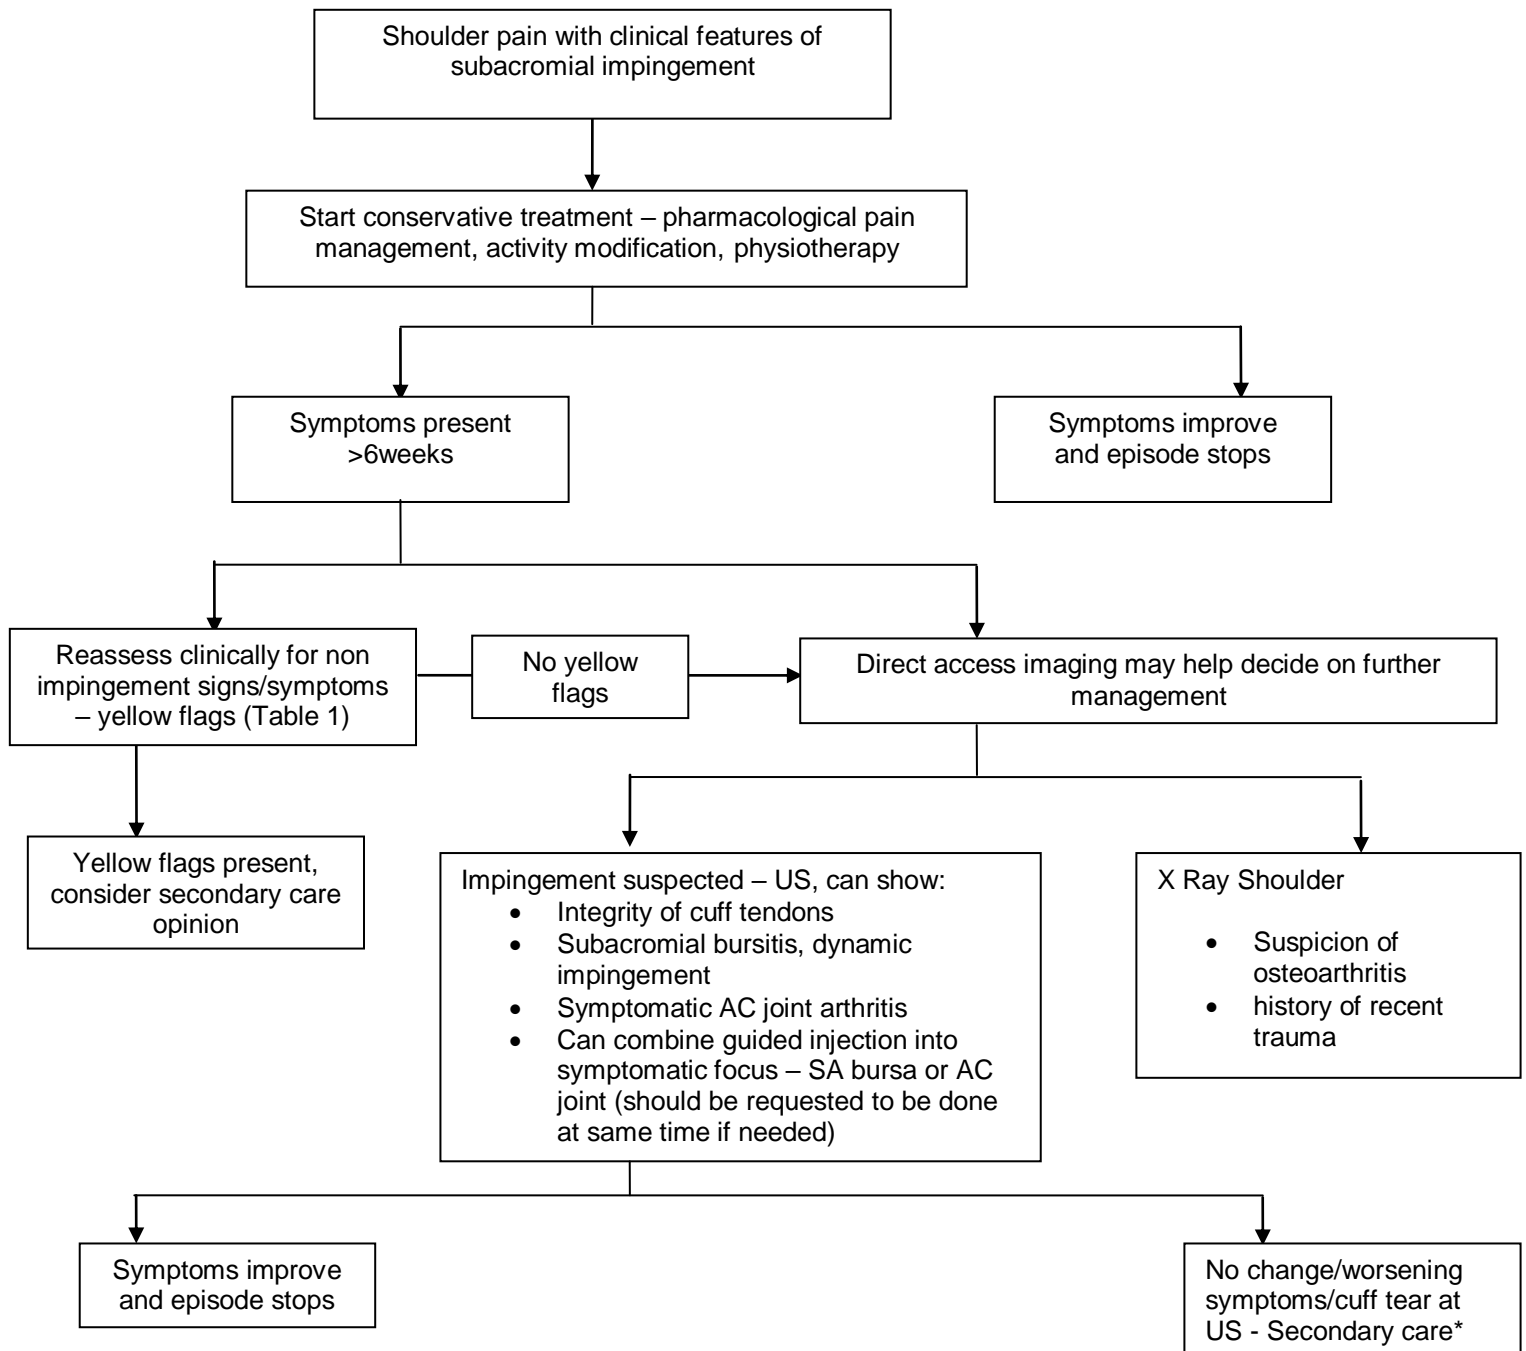 Shoulder pain with clinical features of
subacromial impingement
Start conservative treatment – pharmacological pain
management, activity modification, physiotherapy
Symptoms present
>6weeks
Symptoms improve
and episode stops
Reassess clinically for non
impingement signs/symptoms
– yellow flags (Table 1)
No yellow
flags
Direct access imaging may help decide on further
management
Yellow flags present,
consider secondary care
opinion
Impingement suspected – US, can show:
• Integrity of cuff tendons
• Subacromial bursitis, dynamic
impingement
• Symptomatic AC joint arthritis
• Can combine guided injection into
symptomatic focus – SA bursa or AC
joint (should be requested to be done
at same time if needed)
X Ray Shoulder
• Suspicion of
osteoarthritis
• history of recent
trauma
Symptoms improve
and episode stops
No change/worsening
symptoms/cuff tear at
US - Secondary care*